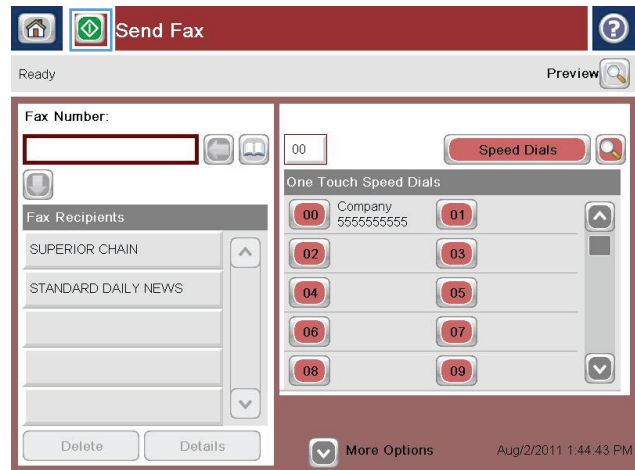 Send Fax
?
Ready
Preview
Fax Number:
00
Speed Dials
One Touch Speed Dials
00 Company 01
5555555555
Fax Recipients
SUPERIOR CHAIN
02 03
STANDARD DAILY NEWS
04 05
06 07
08 09
Delete Details
More Options
Aug/2/2011 1:44:43 PM